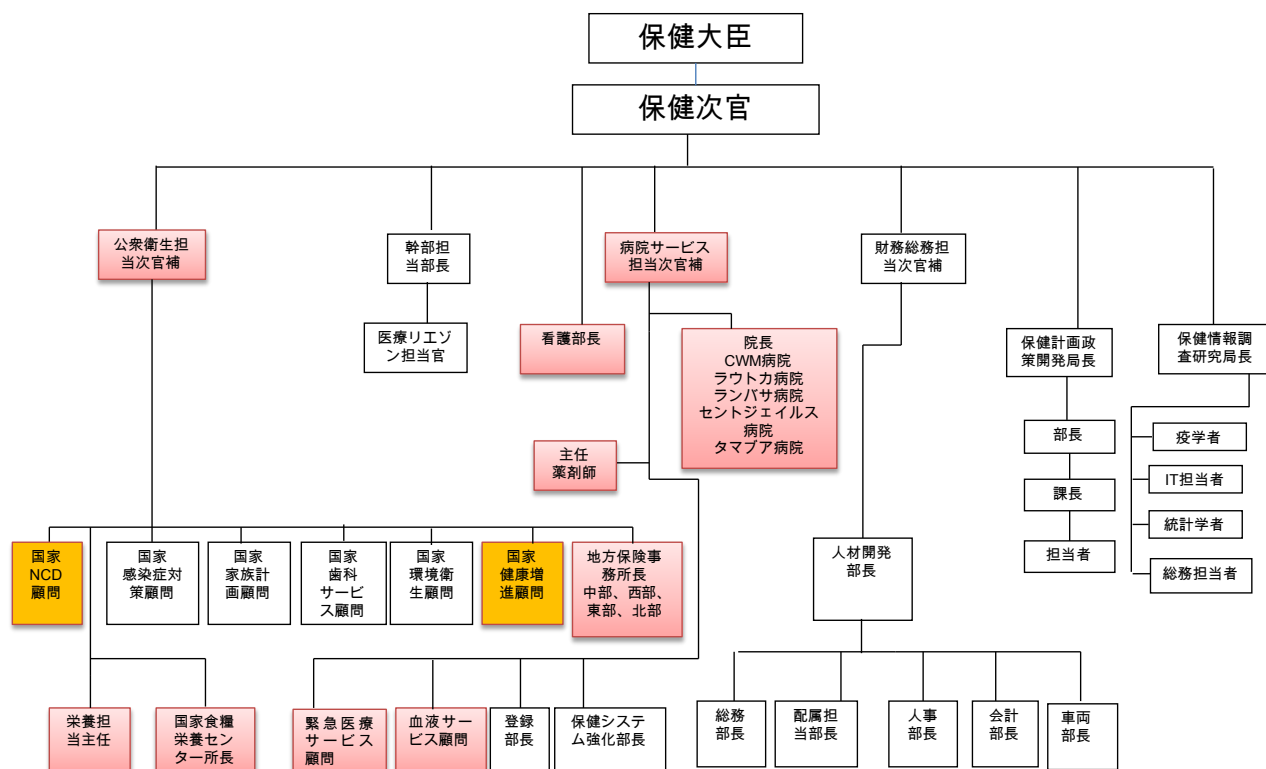 保健大臣
保健次官
公衆衛生担
当次官補
幹部担
当部長
病院サービス
担当次官補
財務総務担
当次官補
医療リエゾ
ン担当官
看護部長
院長
CWM病院
ラウトカ病院
ランバサ病院
セントジェイルス
病院
タマブア病院
保健計画政
策開発局長
保健情報調
査研究局長
部長
課長
担当者
疫学者
IT担当者
統計学者
総務担当者
主任
薬剤師
国家
NCD
顧問
国家
感染症対
策顧問
国家
家族計
画顧問
国家
歯科
サービ
ス顧問
国家
環境衛
生顧問
国家
健康増
進顧問
地方保険事
務所長
中部、西部、
東部、北部
人材開発
部長
栄養担
当主任
国家食糧
栄養セン
ター所長
緊急医療
サービス
顧問
血液サー
ビス顧問
登録
部長
保健システ
ム強化部長
総務
部長
配属担
当部長
人事
部長
会計
部長
車両
部長